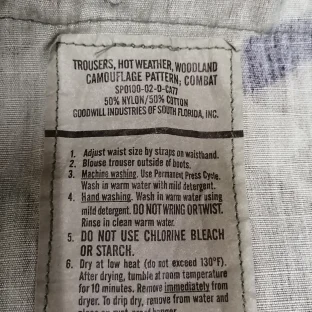 TROUSERS, HOT WEATHER, WOODLAND
CAMOUFLAGE PATTERN, COMBAT
SPO100-02-D-CA77
50% NYLON/50% COTTON
GOODWILL INDUSTRIES OF SOUTH FLORIDA, INC.
1. Adjust waist size by straps on waistband.
2. Blouse trouser outside of boots.
3. Machine washing. Use Permanent Press Cycle.
Wash in warm water with mild detergent.
4. Hand washing. Wash in warm water using
mild detergent. DO NOT WRING OR TWIST.
Rinse in clean warm water.
5. DO NOT USE CHLORINE BLEACH
OR STARCH.
6. Dry at low heat (do not exceed 130°F).
After drying, tumble at room temperature
for 10 minutes. Remove immediately from
dryer. To drip dry, remove from water and